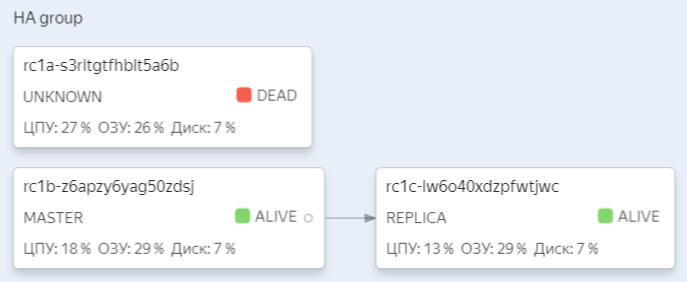 HA group
rc1a-s3rltgtfhblt5a6b
UNKNOWN DEAD
ЦПУ: 27 % ОЗУ: 26 % Диск: 7 %
rc1b-z6apzy6yag50zdsj
MASTER ALIVE
ЦПУ: 18 % ОЗУ: 29 % Диск: 7 %
rc1c-lw6o40xdzpfwtjwc
REPLICA ALIVE
ЦПУ: 13 % ОЗУ: 29 % Диск: 7 %